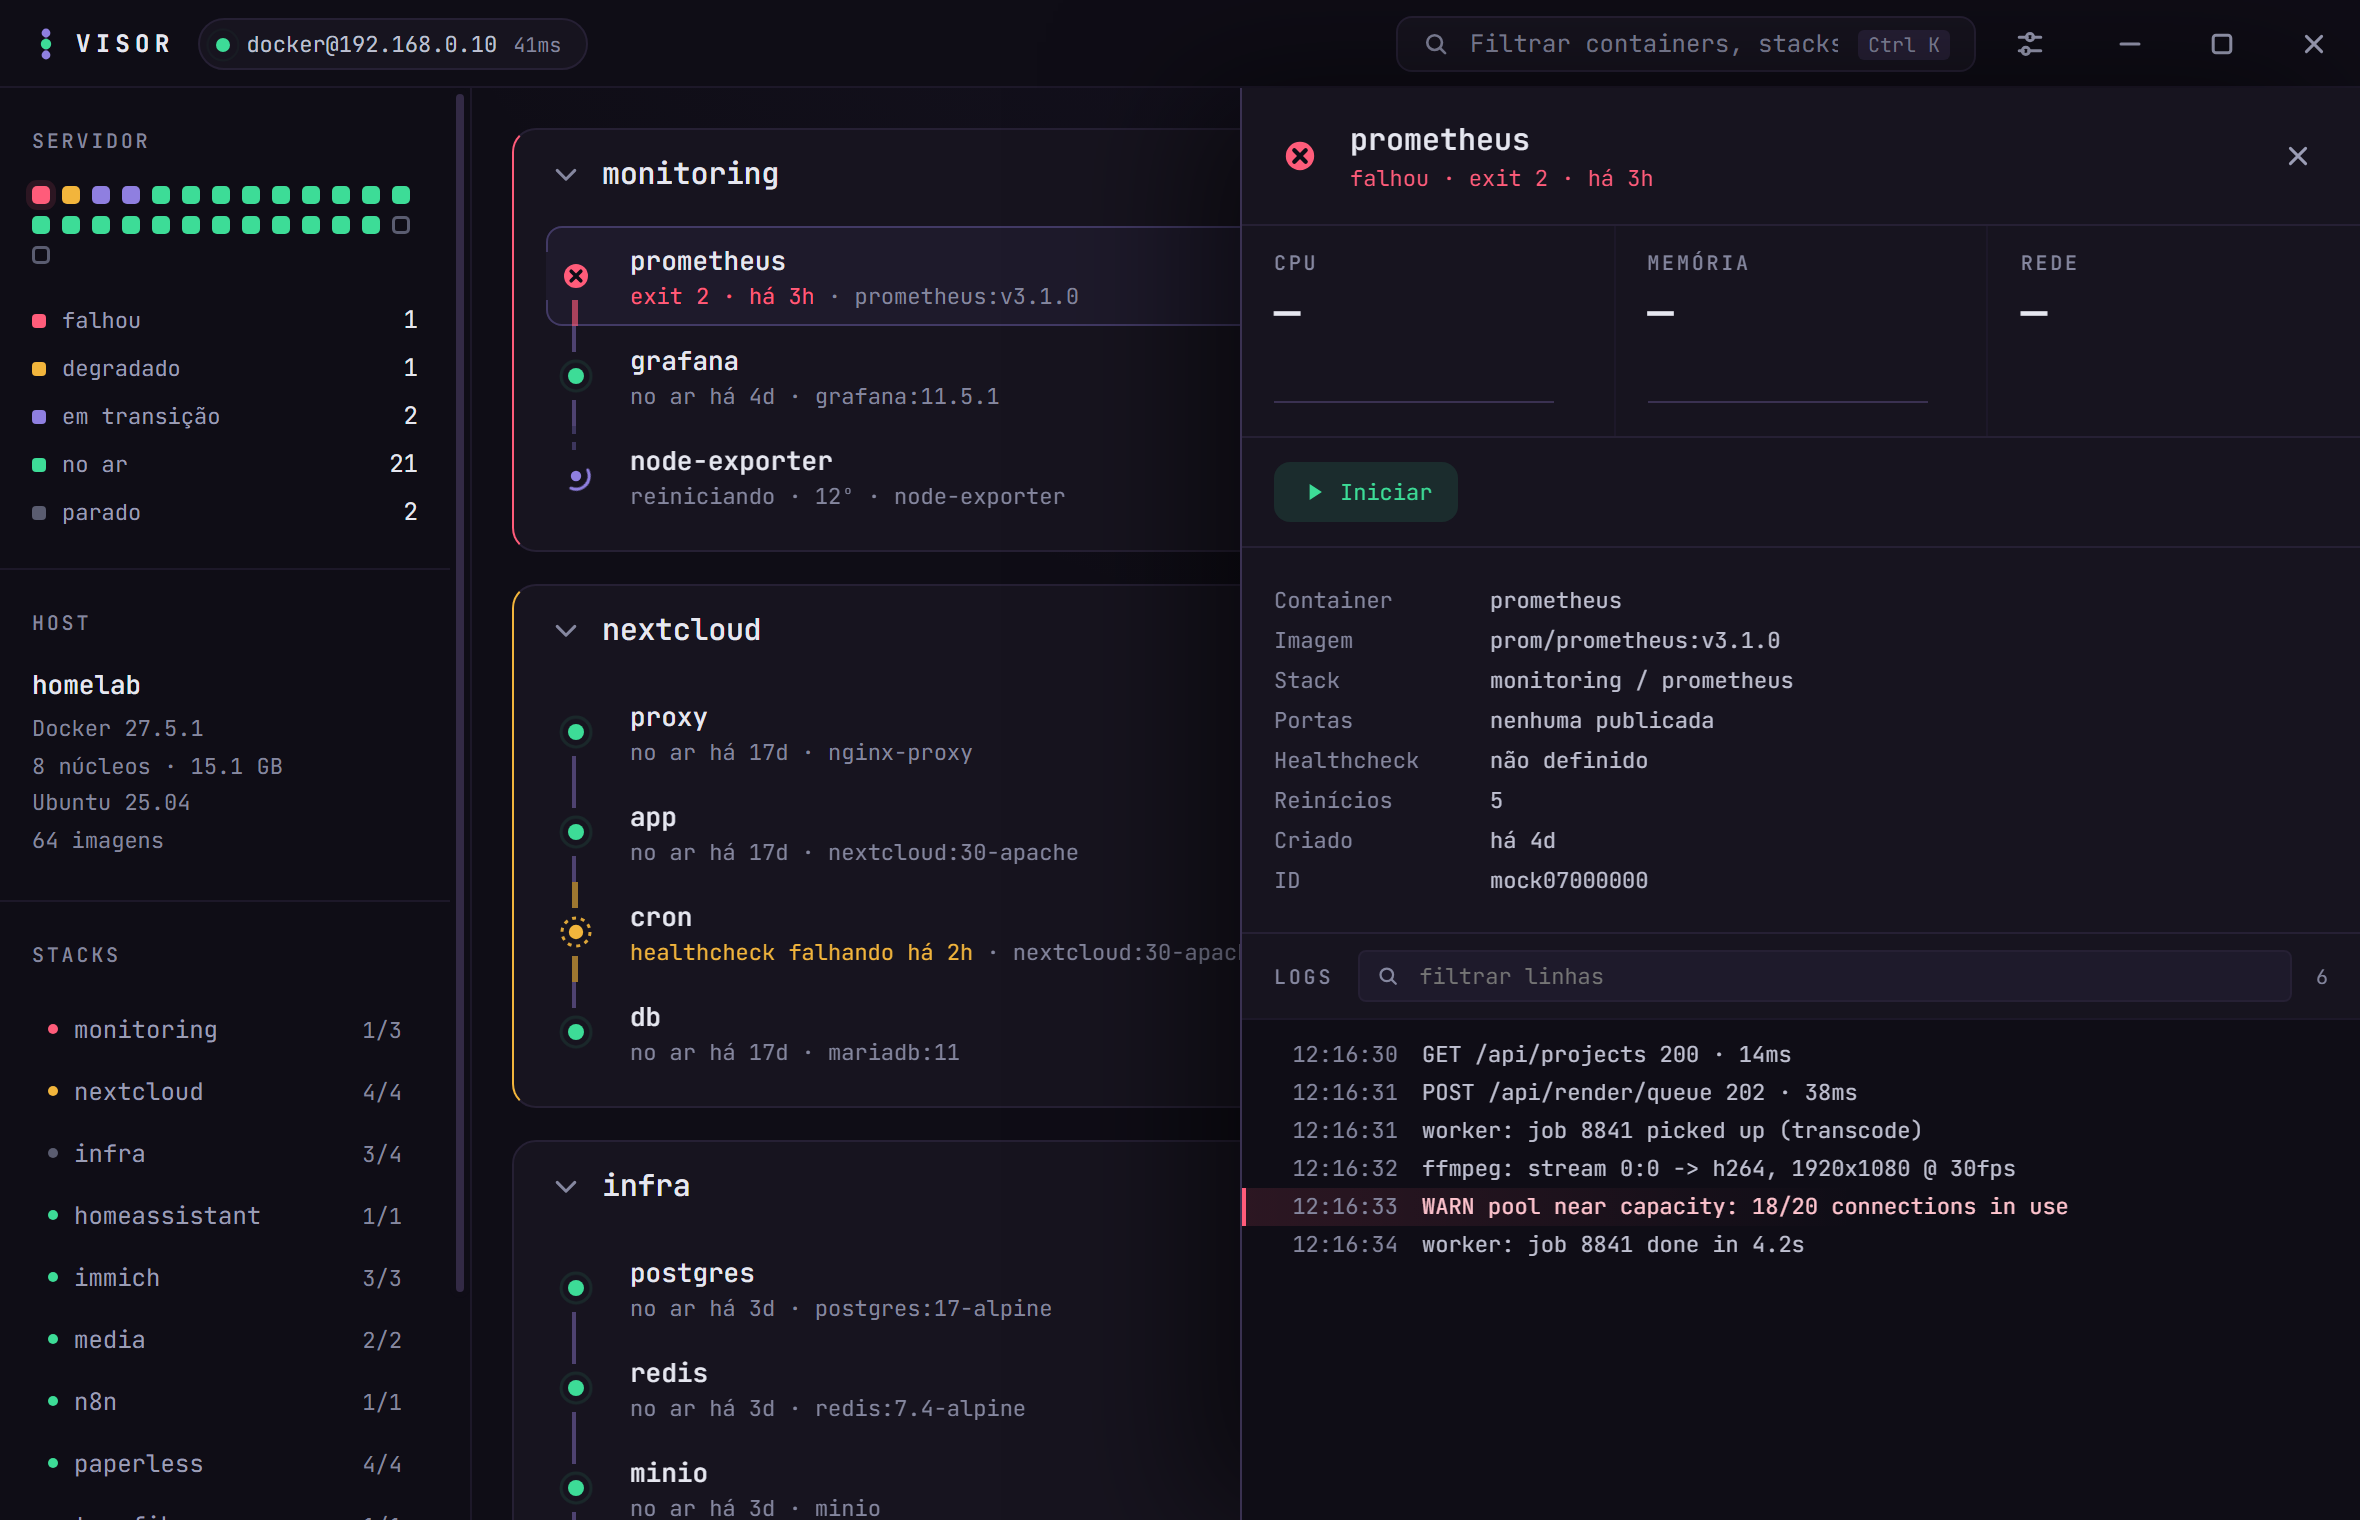 VISOR
docker@192.168.0.10 41ms
Filtrar containers, stacks
Ctrl K
SERVIDOR
falhou 1
degradado 1
em transição 2
no ar 21
parado 2
HOST
homelab
Docker 27.5.1
8 núcleos · 15.1 GB
Ubuntu 25.04
64 imagens
STACKS
monitoring 1/3
nextcloud 4/4
infra 3/4
homeassistant 1/1
immich 3/3
media 2/2
n8n 1/1
paperless 4/4
monitoring
prometheus
exit 2 · há 3h · prometheus:v3.1.0
grafana
no ar há 4d · grafana:11.5.1
node-exporter
reiniciando · 12º · node-exporter
nextcloud
proxy
no ar há 17d · nginx-proxy
app
no ar há 17d · nextcloud:30-apache
cron
healthcheck falhando há 2h · nextcloud:30-apac
db
no ar há 17d · mariadb:11
infra
postgres
no ar há 3d · postgres:17-alpine
redis
no ar há 3d · redis:7.4-alpine
minio
no ar há 3d · minio
prometheus
falhou · exit 2 · há 3h
CPU
—
MEMÓRIA
—
REDE
—
Iniciar
Container prometheus
Imagem prom/prometheus:v3.1.0
Stack monitoring / prometheus
Portas nenhuma publicada
Healthcheck não definido
Reinícios 5
Criado há 4d
ID mock07000000
LOGS filtrar linhas 6
12:16:30 GET /api/projects 200 · 14ms
12:16:31 POST /api/render/queue 202 · 38ms
12:16:31 worker: job 8841 picked up (transcode)
12:16:32 ffmpeg: stream 0:0 -> h264, 1920x1080 @ 30fps
12:16:33 WARN pool near capacity: 18/20 connections in use
12:16:34 worker: job 8841 done in 4.2s